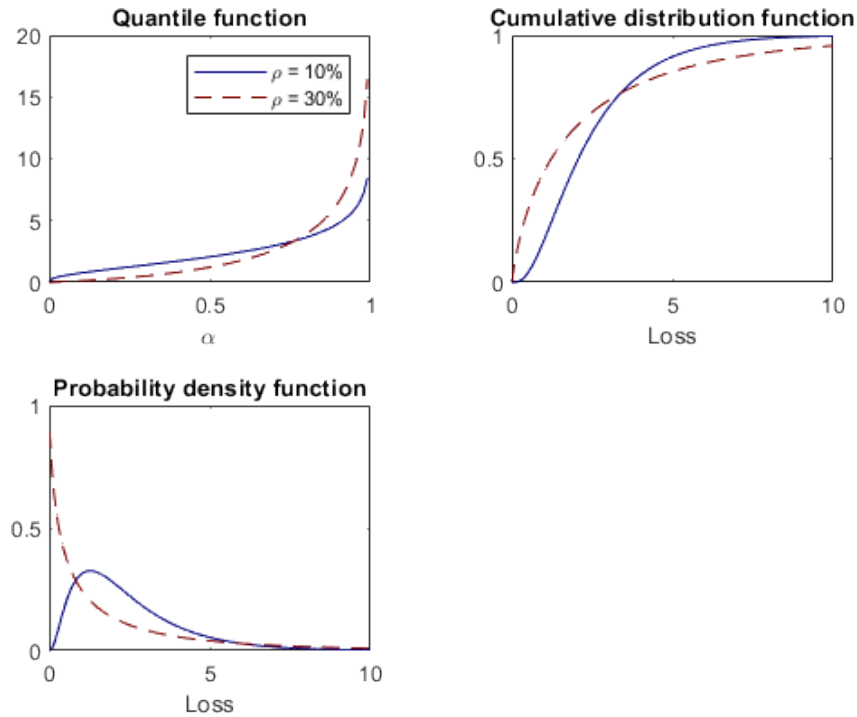 Quantile function
20
15
10
5
0
0
0.5
1
α
ρ = 10%
ρ = 30%
Cumulative distribution function
1
0.5
0
0
5
10
Loss
Probability density function
1
0.5
0
0
5
10
Loss